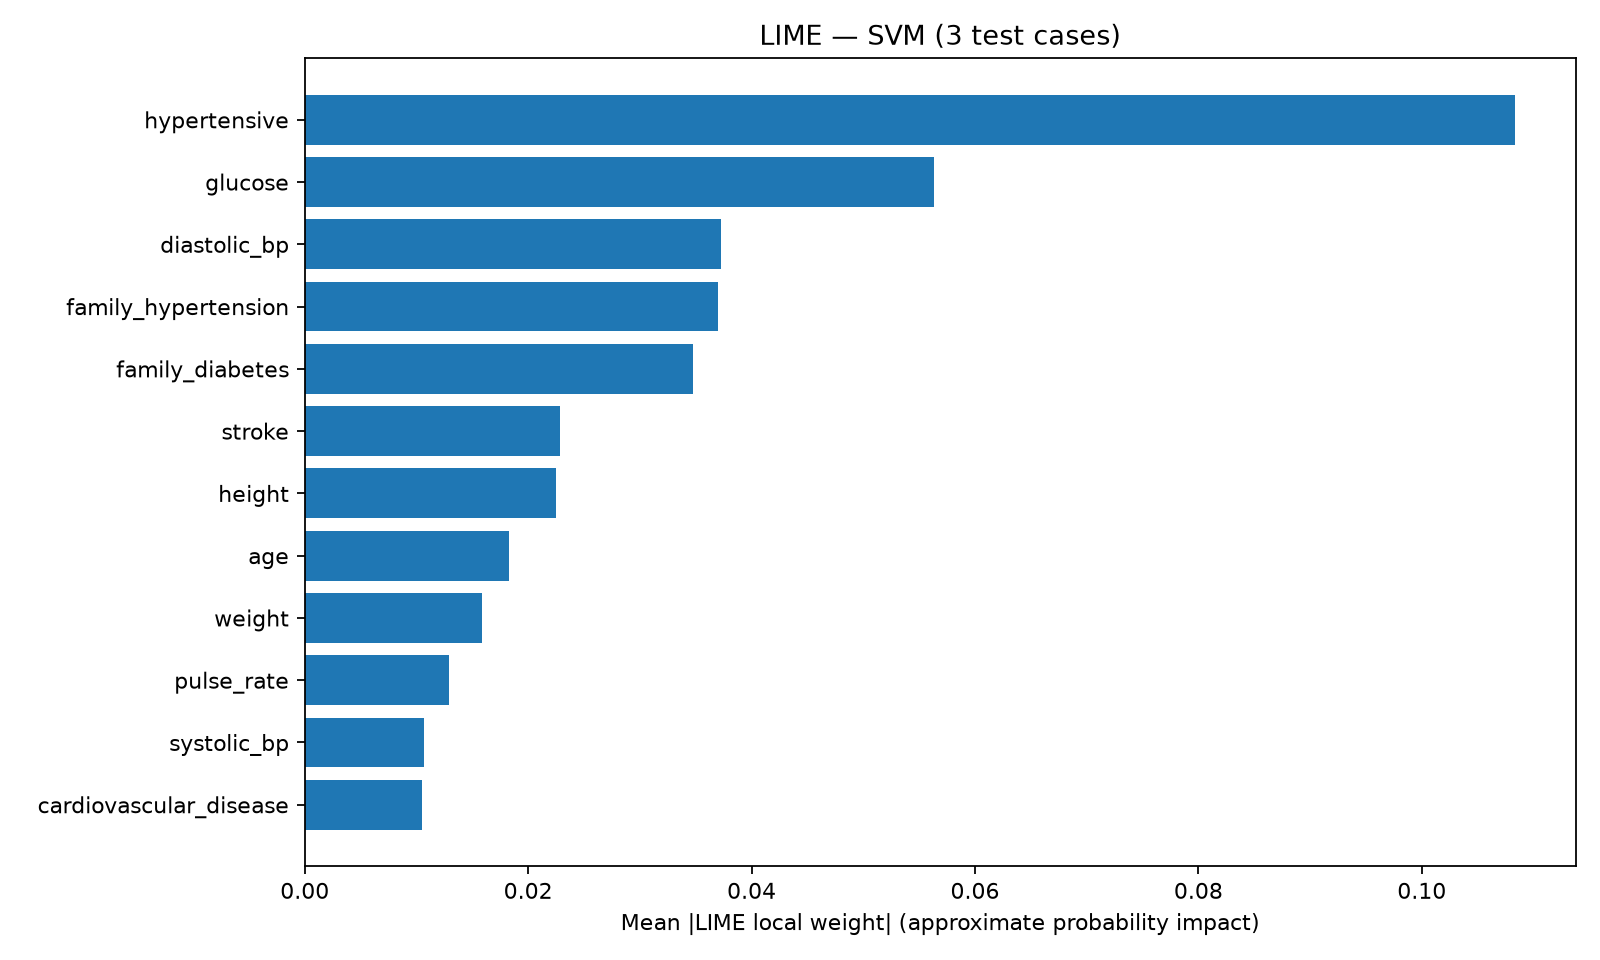 LIME — SVM (3 test cases)
hypertensive
glucose
diastolic_bp
family_hypertension
family_diabetes
stroke
height
age
weight
pulse_rate
systolic_bp
cardiovascular_disease
0.00 0.02 0.04 0.06 0.08 0.10
Mean |LIME local weight| (approximate probability impact)